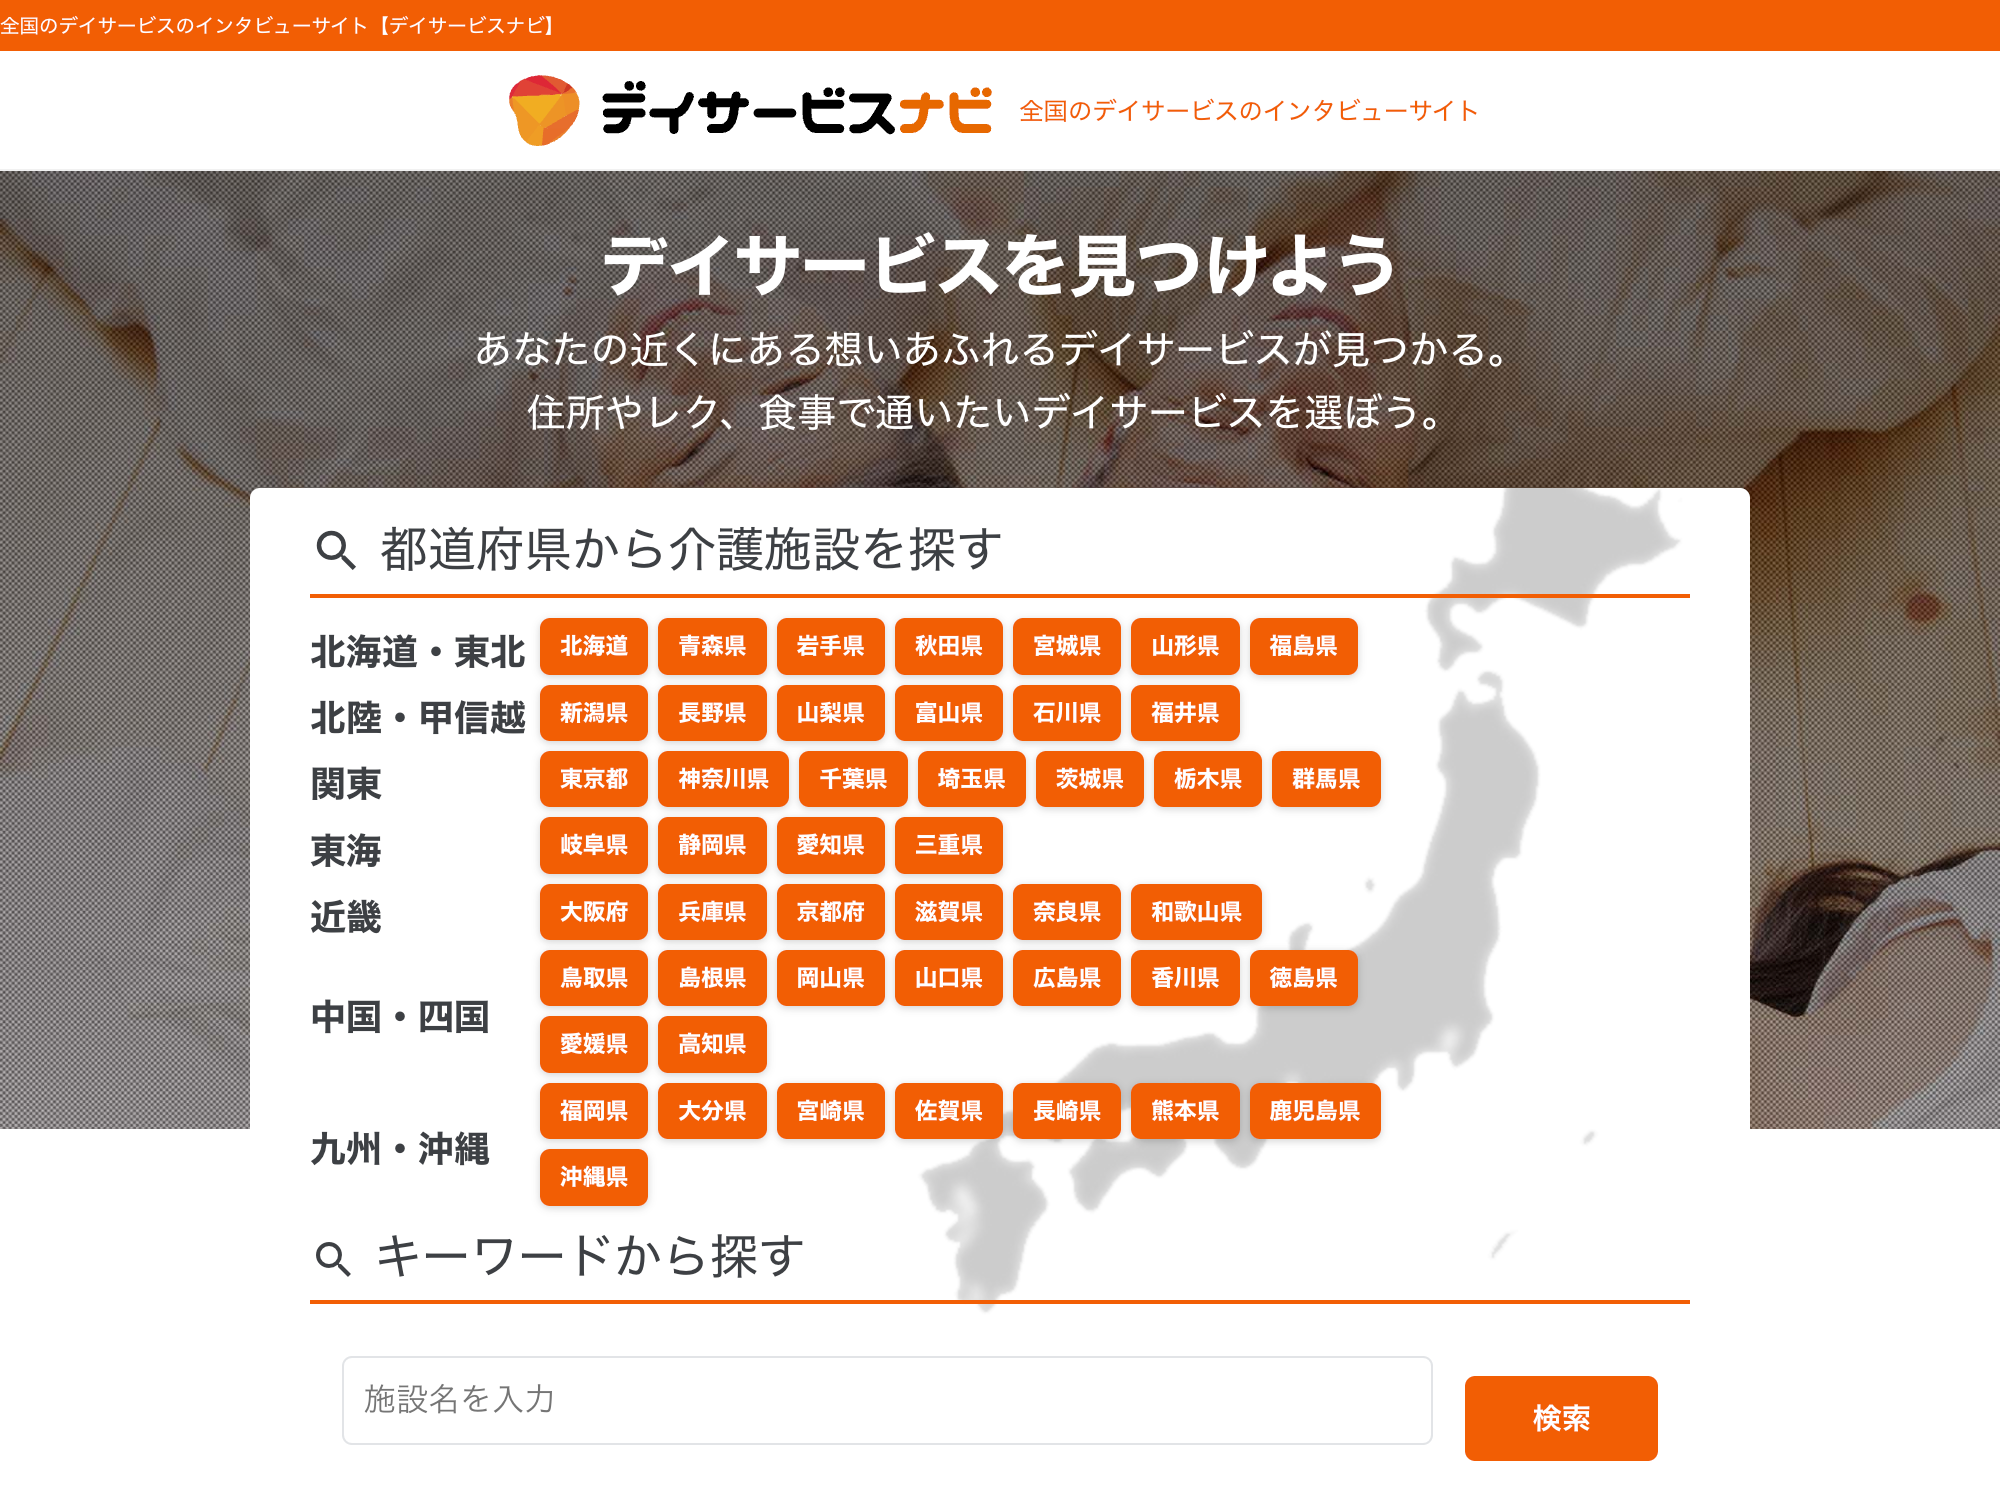 全国のデイサービスのインタビューサイト【デイサービスナビ】
デイサービスナビ 全国のデイサービスのインタビューサイト
デイサービスを見つけよう
あなたの近くにある想いあふれるデイサービスが見つかる。
住所やレク、食事で通いたいデイサービスを選ぼう。
都道府県から介護施設を探す
北海道・東北 北海道 青森県 岩手県 秋田県 宮城県 山形県 福島県
北陸・甲信越 新潟県 長野県 山梨県 富山県 石川県 福井県
関東 東京都 神奈川県 千葉県 埼玉県 茨城県 栃木県 群馬県
東海 岐阜県 静岡県 愛知県 三重県
近畿 大阪府 兵庫県 京都府 滋賀県 奈良県 和歌山県
中国・四国 鳥取県 島根県 岡山県 山口県 広島県 香川県 徳島県
愛媛県 高知県
九州・沖縄 福岡県 大分県 宮崎県 佐賀県 長崎県 熊本県 鹿児島県
沖縄県
キーワードから探す
施設名を入力
検索